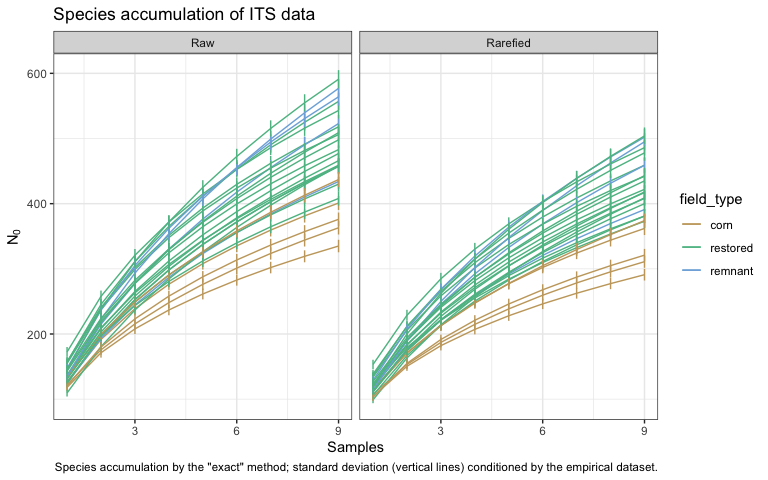 Species accumulation of ITS data
Raw
Rarefied
600
400
200
N0
3
6
9
3
6
9
Samples
field_type
corn
restored
remnant
Species accumulation by the "exact" method; standard deviation (vertical lines) conditioned by the empirical dataset.